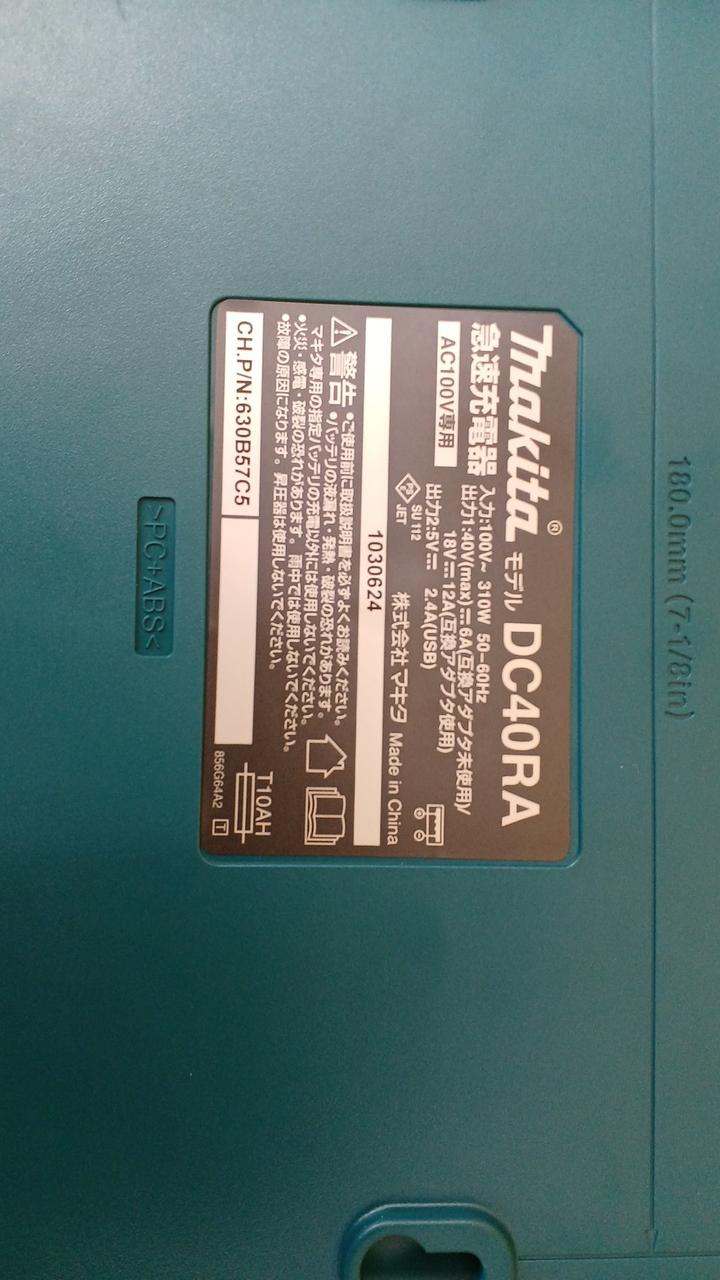 180.0mm (7-1/8in)
makita® モデル DC40RA
急速充電器
AC100V専用
入力:100V~ 310W 50−60Hz
出力1:40V(max)⎓6A(互換アダプタ未使用)/
18V⎓12A(互換アダプタ使用)
出力2:5V⎓ 2.4A(USB)
PS
E
SU 112
JET
株式会社 マキタ Made in China
1030624
警告
•ご使用前に取扱説明書を必ずよくお読みください。
•バッテリの液漏れ・発熱・破裂の恐れがあります。
マキタ専用の指定バッテリの充電以外には使用しないでください。
•火災・感電・破裂の恐れがあります。雨中では使用しないでください。
•故障の原因になります。昇圧器は使用しないでください。
CH.P/N:630B57C5
T10AH
856G64A2 T
>PC+ABS<